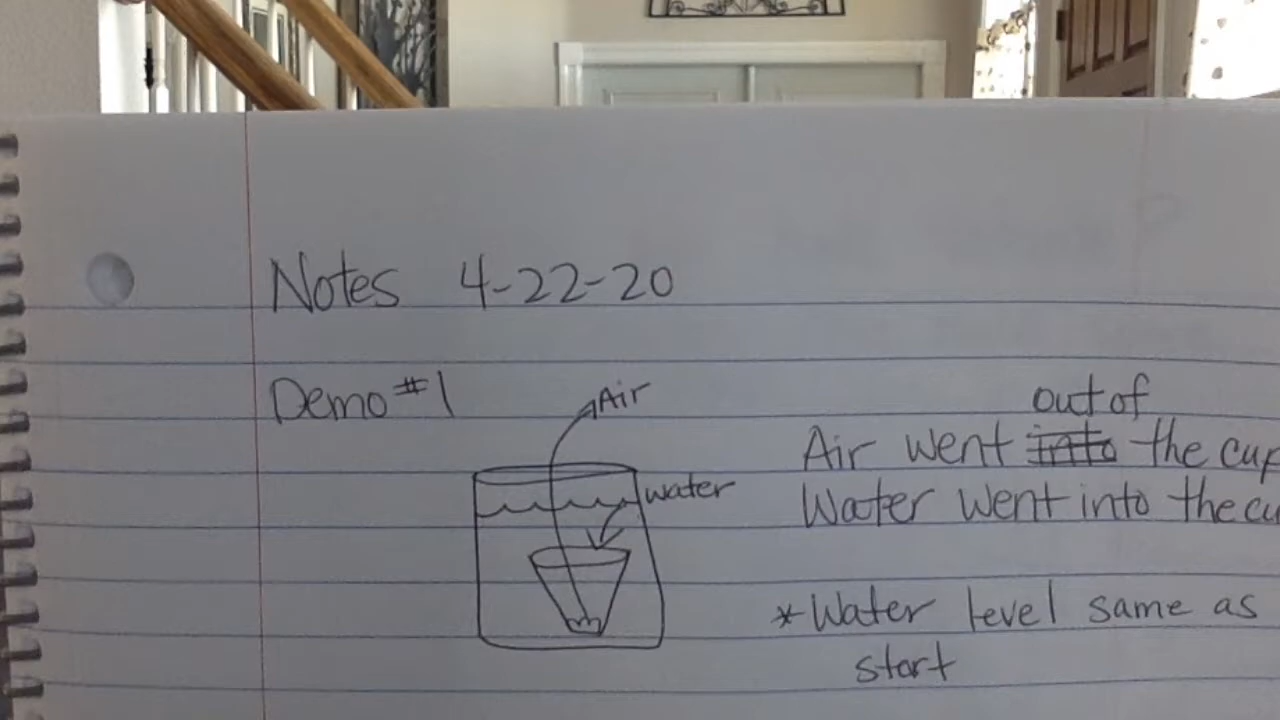 Notes 4-22-20
Demo #1
Air
water
out of
Air went into the cup
Water went into the cu
*Water level same as
start